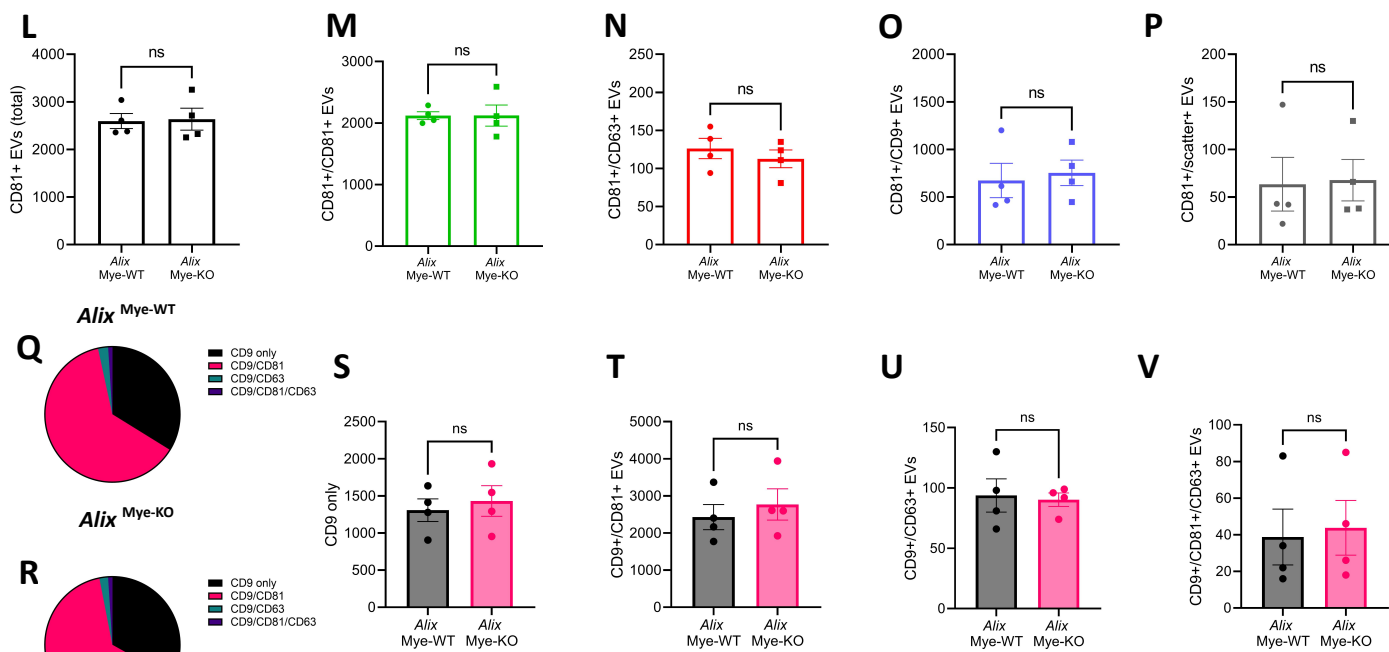 L
CD81+ EVs (total)
4000
3000
2000
1000
0
ns
Alix
Mye-WT
Alix
Mye-KO
M
CD81+/CD81+ EVs
3000
2000
1000
0
ns
Alix
Mye-WT
Alix
Mye-KO
N
CD81+/CD63+ EVs
250
200
150
100
50
0
ns
Alix
Mye-WT
Alix
Mye-KO
O
CD81+/CD9+ EVs
2000
1500
1000
500
0
ns
Alix
Mye-WT
Alix
Mye-KO
P
CD81+/scatter+ EVs
200
150
100
50
0
ns
Alix
Mye-WT
Alix
Mye-KO
Alix Mye-WT
Q
CD9 only
CD9/CD81
CD9/CD63
CD9/CD81/CD63
Alix Mye-KO
R
CD9 only
CD9/CD81
CD9/CD63
CD9/CD81/CD63
S
CD9 only
2500
2000
1500
1000
500
0
ns
Alix
Mye-WT
Alix
Mye-KO
T
CD9+/CD81+ EVs
5000
4000
3000
2000
1000
0
ns
Alix
Mye-WT
Alix
Mye-KO
U
CD9+/CD63+ EVs
150
100
50
0
ns
Alix
Mye-WT
Alix
Mye-KO
V
CD9+/CD81+/CD63+ EVs
100
80
60
40
20
0
ns
Alix
Mye-WT
Alix
Mye-KO